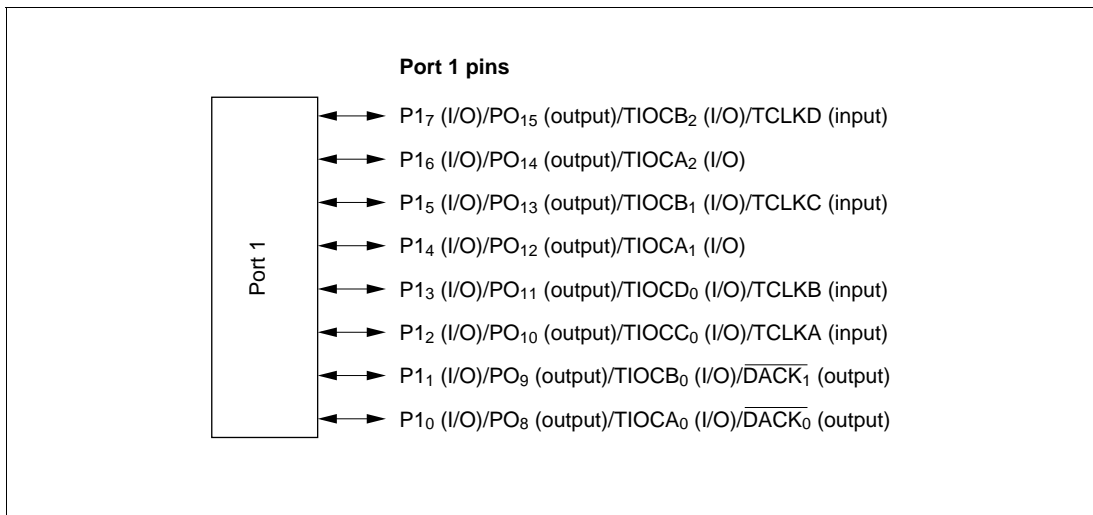 Port 1 pins
P1₇ (I/O)/PO₁₅ (output)/TIOCB₂ (I/O)/TCLKD (input)
P1₆ (I/O)/PO₁₄ (output)/TIOCA₂ (I/O)
P1₅ (I/O)/PO₁₃ (output)/TIOCB₁ (I/O)/TCLKC (input)
P1₄ (I/O)/PO₁₂ (output)/TIOCA₁ (I/O)
P1₃ (I/O)/PO₁₁ (output)/TIOCD₀ (I/O)/TCLKB (input)
P1₂ (I/O)/PO₁₀ (output)/TIOCC₀ (I/O)/TCLKA (input)
P1₁ (I/O)/PO₉ (output)/TIOCB₀ (I/O)/D̅A̅C̅K̅₁̅ (output)
P1₀ (I/O)/PO₈ (output)/TIOCA₀ (I/O)/D̅A̅C̅K̅₀̅ (output)
Port 1